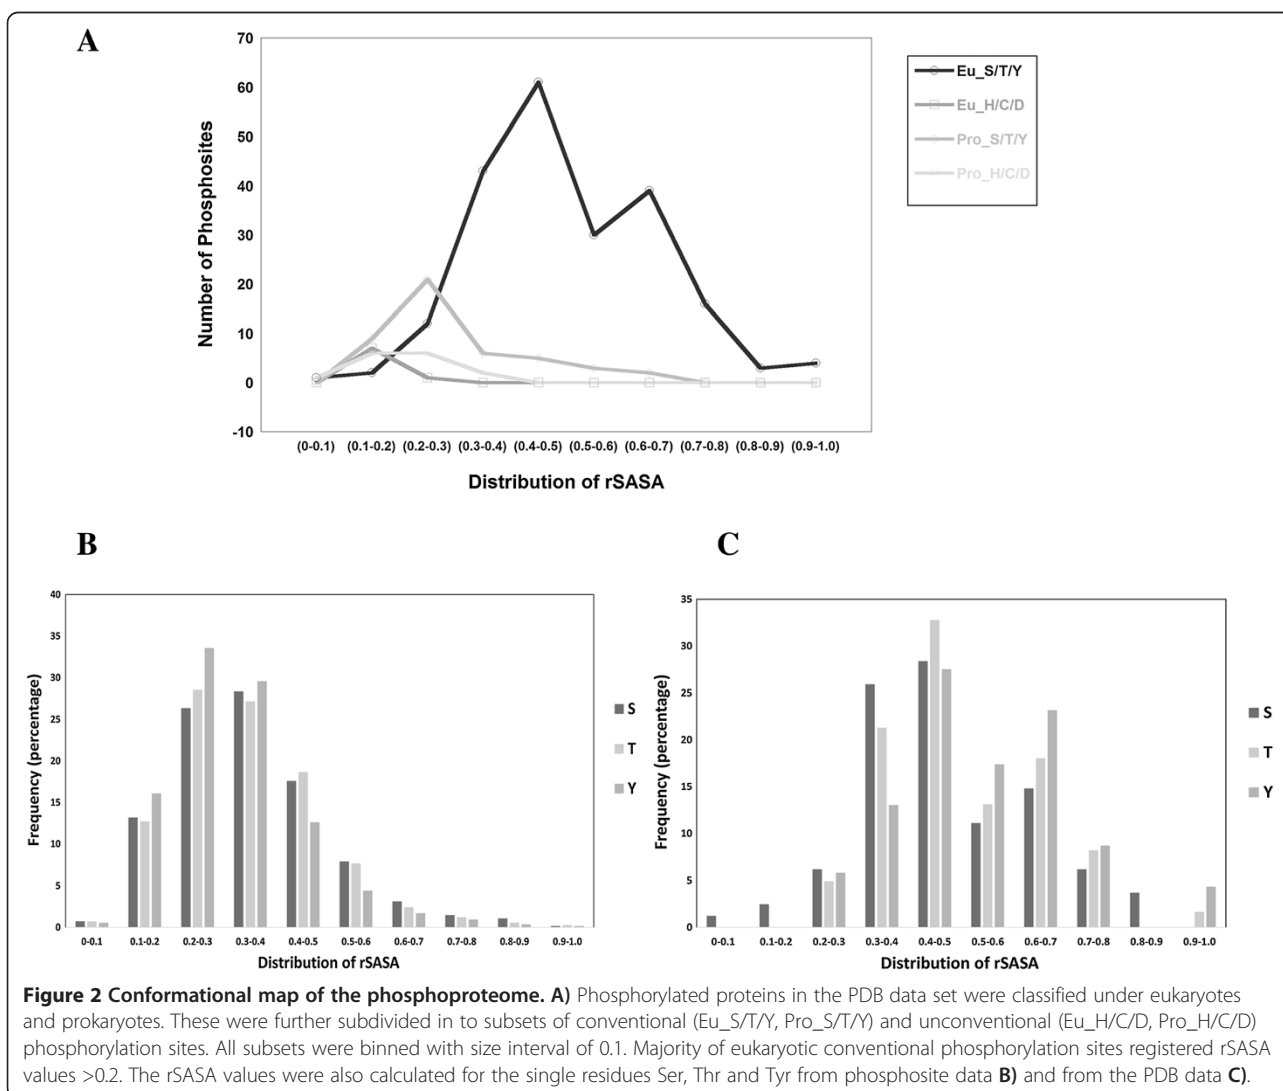 A
70
60
50
40
30
20
10
0
-10
Number of Phosphosites
(0-0.1) (0.1-0.2) (0.2-0.3) (0.3-0.4) (0.4-0.5) (0.5-0.6) (0.6-0.7) (0.7-0.8) (0.8-0.9) (0.9-1.0)
Distribution of rSASA
Eu_S/T/Y
Eu_H/C/D
Pro_S/T/Y
Pro_H/C/D
B
40
35
30
25
20
15
10
5
0
Frequency (percentage)
0-0.1 0.1-0.2 0.2-0.3 0.3-0.4 0.4-0.5 0.5-0.6 0.6-0.7 0.7-0.8 0.8-0.9 0.9-1.0
Distribution of rSASA
S
T
Y
C
35
30
25
20
15
10
5
0
Frequency (percentage)
0-0.1 0.1-0.2 0.2-0.3 0.3-0.4 0.4-0.5 0.5-0.6 0.6-0.7 0.7-0.8 0.8-0.9 0.9-1.0
Distribution of rSASA
S
T
Y
Figure 2 Conformational map of the phosphoproteome. A) Phosphorylated proteins in the PDB data set were classified under eukaryotes
and prokaryotes. These were further subdivided in to subsets of conventional (Eu_S/T/Y, Pro_S/T/Y) and unconventional (Eu_H/C/D, Pro_H/C/D)
phosphorylation sites. All subsets were binned with size interval of 0.1. Majority of eukaryotic conventional phosphorylation sites registered rSASA
values >0.2. The rSASA values were also calculated for the single residues Ser, Thr and Tyr from phosphosite data B) and from the PDB data C).